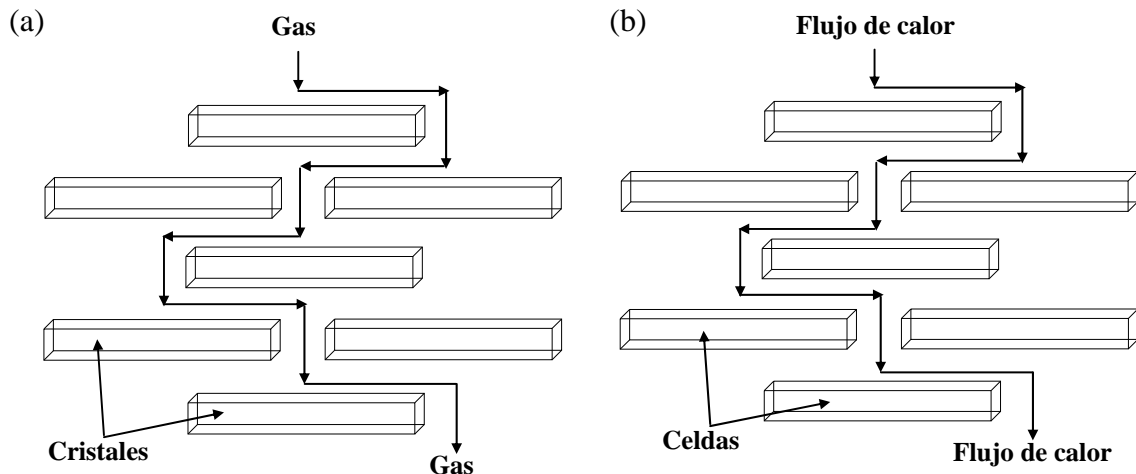 (a)
Gas
Cristales
Gas
(b)
Flujo de calor
Celdas
Flujo de calor